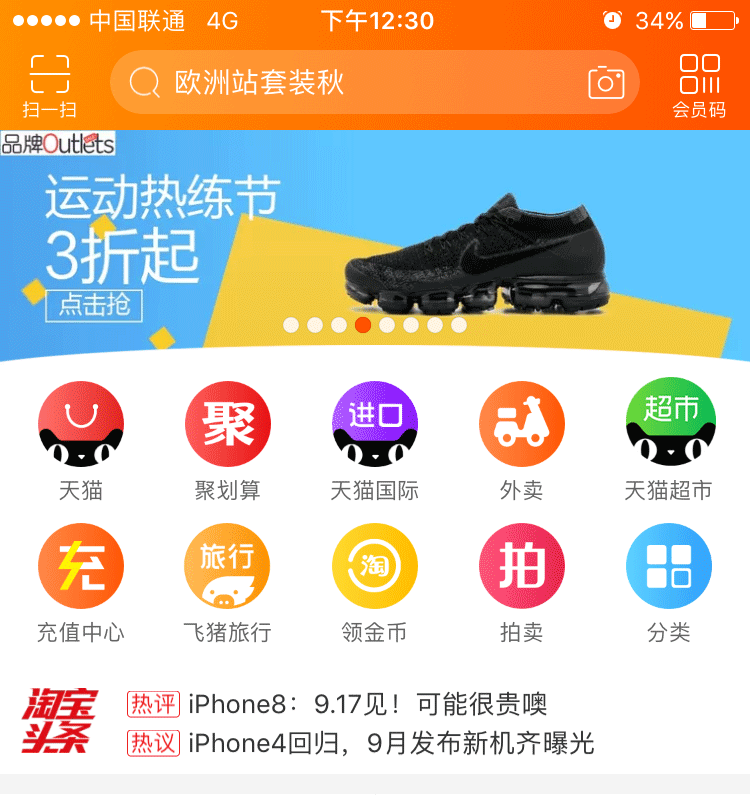 中国联通 4G 下午12:30 34%
欧洲站套装秋
扫一扫 会员码
品牌Outlets
运动热练节
3折起
点击抢
聚 进口 超市
天猫 聚划算 天猫国际 外卖 天猫超市
充 旅行 淘 拍
充值中心 飞猪旅行 领金币 拍卖 分类
淘宝头条
热评 iPhone8：9.17见！可能很贵噢
热议 iPhone4回归，9月发布新机齐曝光